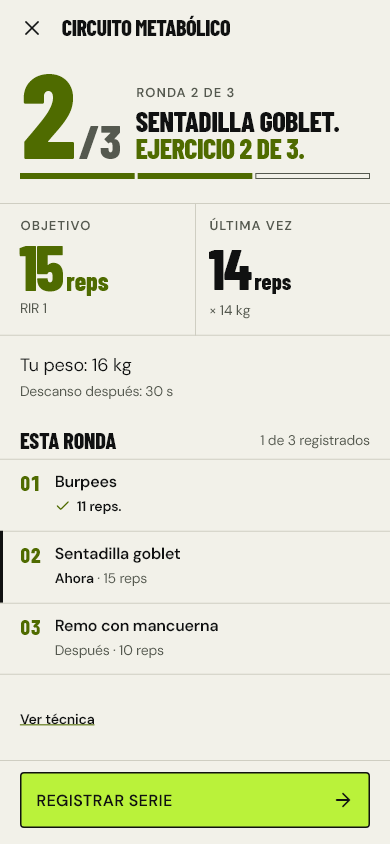 CIRCUITO METABÓLICO
2/3
RONDA 2 DE 3
SENTADILLA GOBLET.
EJERCICIO 2 DE 3.
OBJETIVO
15 reps
RIR 1
ÚLTIMA VEZ
14 reps
× 14 kg
Tu peso: 16 kg
Descanso después: 30 s
ESTA RONDA
1 de 3 registrados
01 Burpees
11 reps.
02 Sentadilla goblet
Ahora · 15 reps
03 Remo con mancuerna
Después · 10 reps
Ver técnica
REGISTRAR SERIE